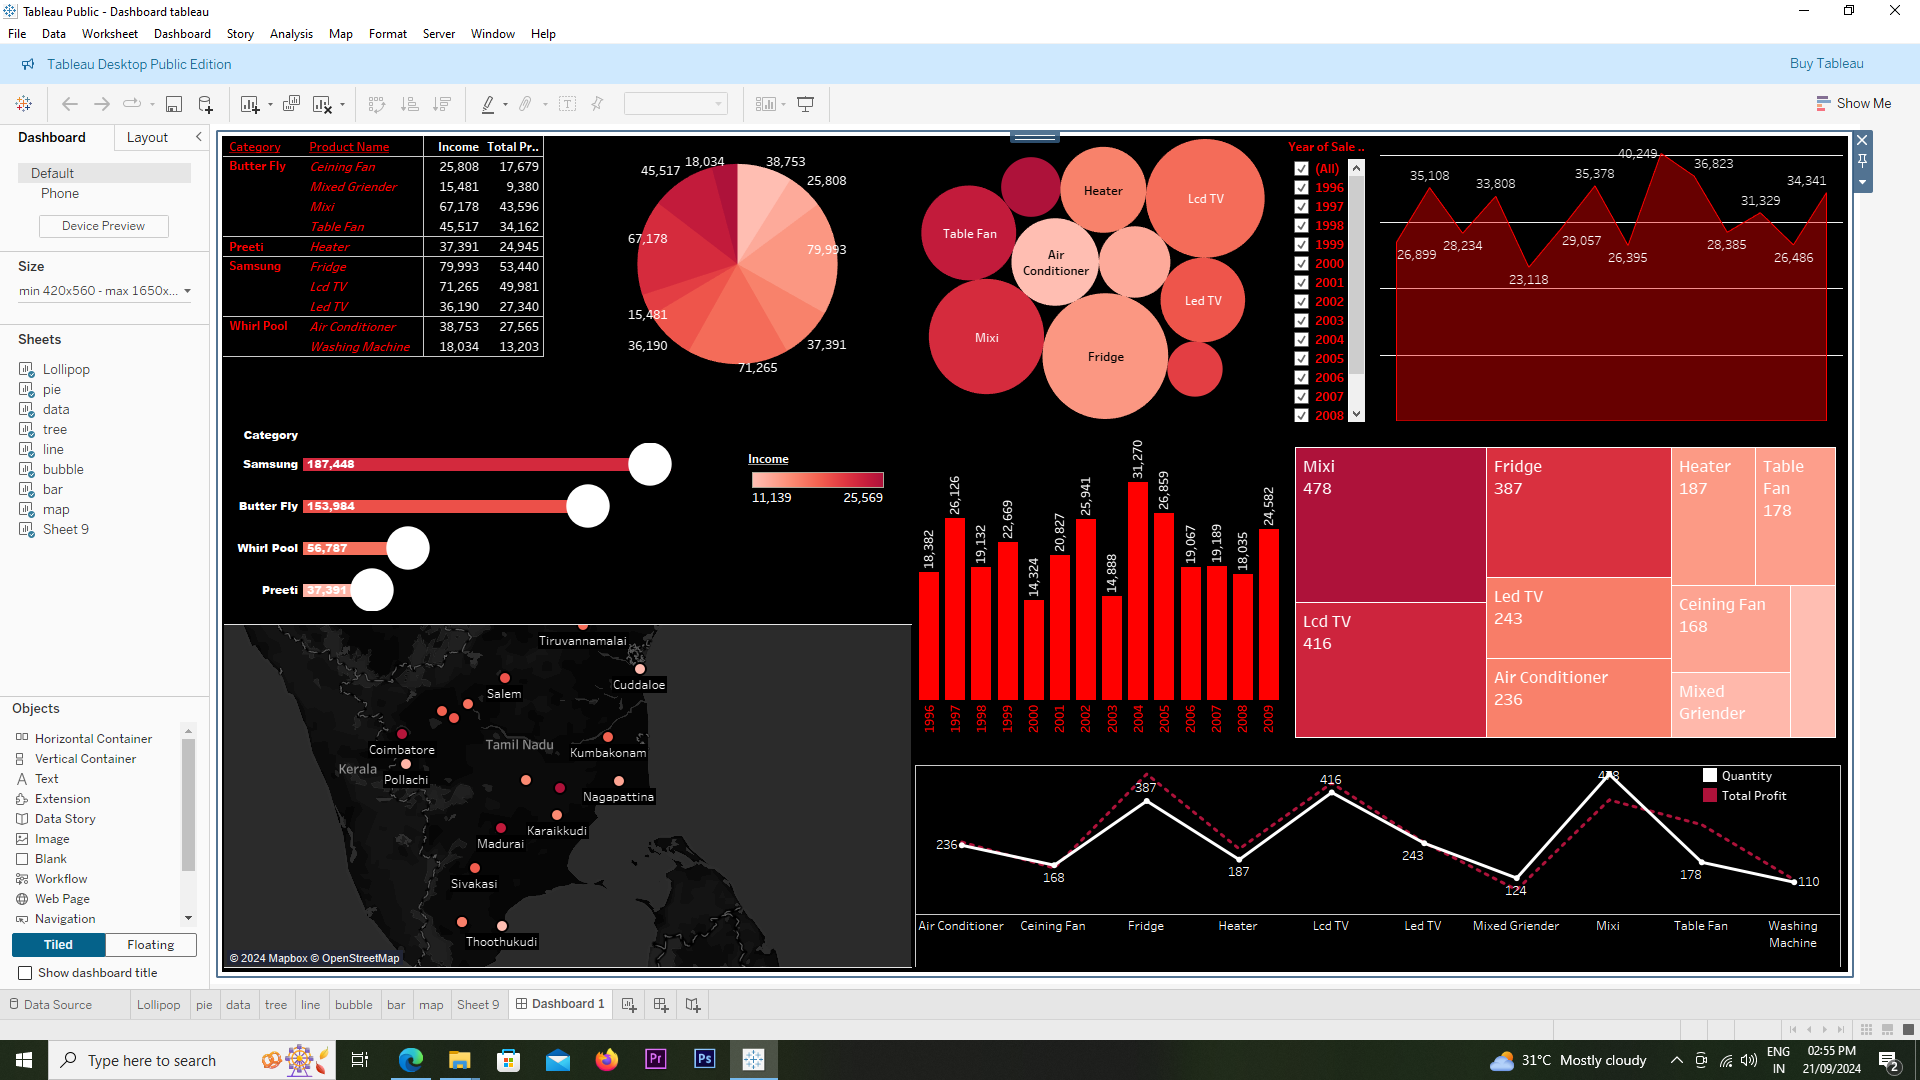 Tableau Public - Dashboard tableau
File Data Worksheet Dashboard Story Analysis Map Format Server Window Help
Tableau Desktop Public Edition
Buy Tableau
Show Me
Dashboard Layout
Default
Phone
Device Preview
Size
min 420x560 - max 1650x...
Sheets
Lollipop
pie
data
tree
line
bubble
bar
map
Sheet 9
Objects
Horizontal Container
Vertical Container
Text
Extension
Data Story
Image
Blank
Workflow
Web Page
Navigation
Tiled Floating
Show dashboard title
Category Product Name Income Total Pr..
Butter Fly Ceining Fan 25,808 17,679
Mixed Griender 15,481 9,380
Mixi 67,178 43,596
Table Fan 45,517 34,162
Preeti Heater 37,391 24,945
Samsung Fridge 79,993 53,440
Lcd TV 71,265 49,981
Led TV 36,190 27,340
Whirl Pool Air Conditioner 38,753 27,565
Washing Machine 18,034 13,203
18,034
38,753
45,517
25,808
67,178
79,993
15,481
36,190
37,391
71,265
Heater
Lcd TV
Table Fan
Air
Conditioner
Led TV
Mixi
Fridge
Year of Sale ..
(All)
1996
1997
1998
1999
2000
2001
2002
2003
2004
2005
2006
2007
2008
40,249
36,823
35,108
33,808
35,378
34,341
31,329
26,899
28,234
29,057
28,385
26,395
26,486
23,118
Category
Samsung 187,448
Butter Fly 153,984
Whirl Pool 56,787
Preeti 37,391
Income
11,139 25,569
18,382
26,126
19,132
22,669
14,324
20,827
25,941
14,888
31,270
26,859
19,067
19,189
18,035
24,582
1996 1997 1998 1999 2000 2001 2002 2003 2004 2005 2006 2007 2008 2009
Mixi
478
Lcd TV
416
Fridge
387
Led TV
243
Air Conditioner
236
Heater
187
Table
Fan
178
Ceining Fan
168
Mixed
Griender
Tiruvannamalai
Cuddaloe
Salem
Coimbatore
Tamil Nadu
Kumbakonam
Kerala
Pollachi
Nagapattina
Karaikkudi
Madurai
Sivakasi
Thoothukudi
© 2024 Mapbox © OpenStreetMap
Quantity
Total Profit
236
168
387
187
416
243
124
478
178
110
Air Conditioner Ceining Fan Fridge Heater Lcd TV Led TV Mixed Griender Mixi Table Fan Washing
Machine
Data Source Lollipop pie data tree line bubble bar map Sheet 9 Dashboard 1
Type here to search
Pr
Ps
31°C Mostly cloudy
ENG
IN
02:55 PM
21/09/2024
2